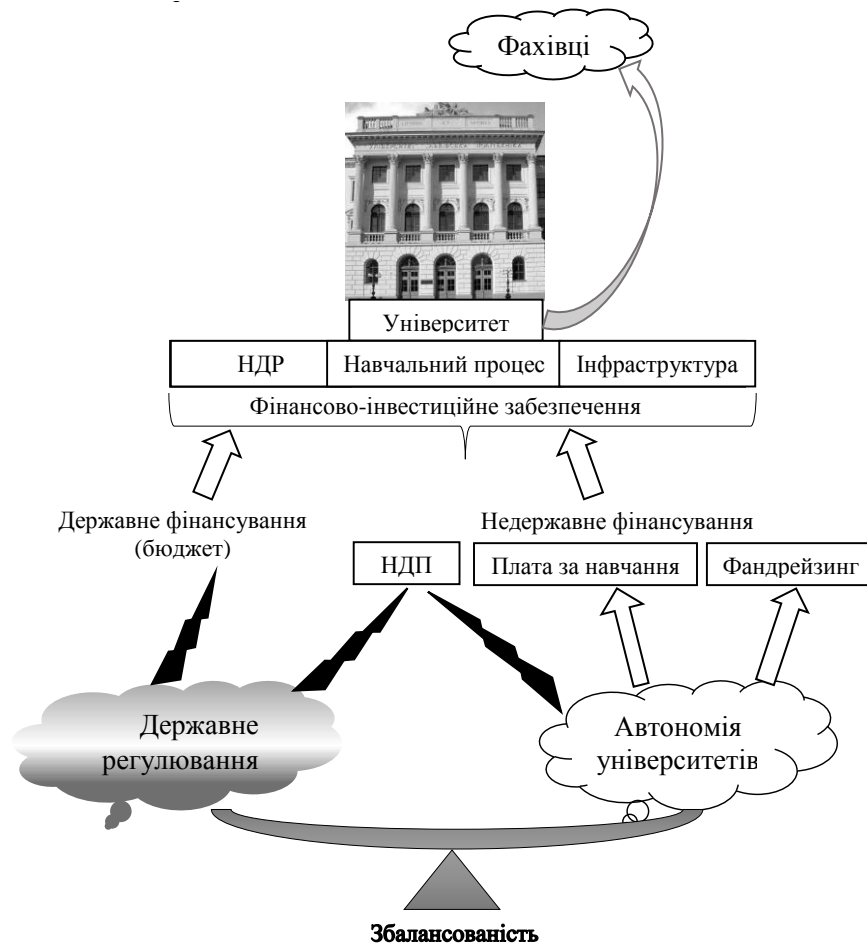 Фахівці
Університет
НДР
Навчальний процес
Інфраструктура
Фінансово-інвестиційне забезпечення
Державне фінансування
(бюджет)
Недержавне фінансування
НДП
Плата за навчання
Фандрейзинг
Державне
регулювання
Автономія
університетів
Збалансованість